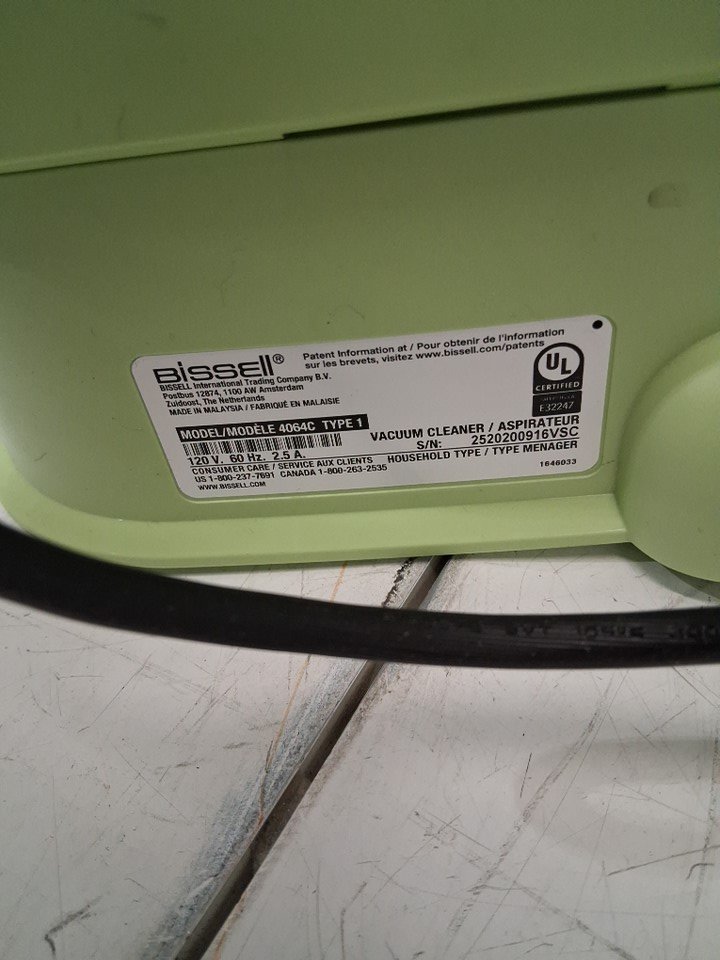 BISSELL®
Patent Information at / Pour obtenir de l'information
sur les brevets, visitez www.bissell.com/patents
BISSELL International Trading Company B.V.
Postbus 12874, 1100 AW Amsterdam
Zuidoost, The Netherlands
MADE IN MALAYSIA / FABRIQUÉ EN MALAISIE
UL
CERTIFIED
E32247
MODEL/MODÈLE 4064C TYPE 1
VACUUM CLEANER / ASPIRATEUR
S/N: 2520200916VSC
120 V. 60 Hz. 2.5 A.
HOUSEHOLD TYPE / TYPE MENAGER
CONSUMER CARE / SERVICE AUX CLIENTS
US 1-800-237-7691 CANADA 1-800-263-2535
WWW.BISSELL.COM
1646033